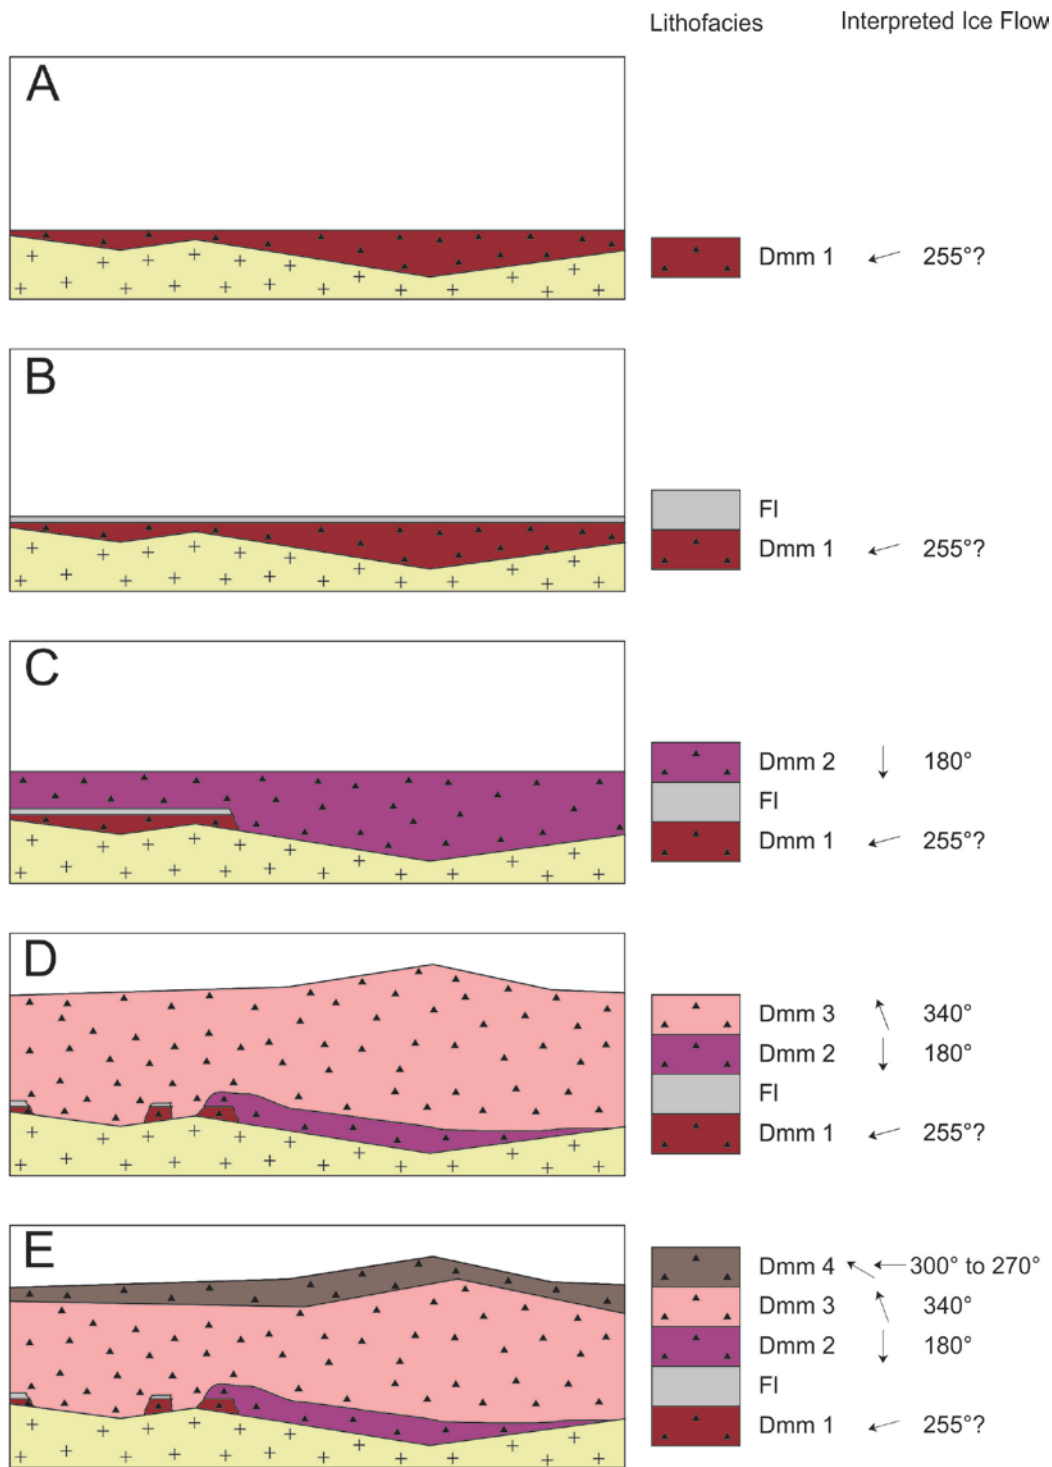 Lithofacies Interpreted Ice Flow
A
Dmm 1 255°?
B
Fl
Dmm 1 255°?
C
Dmm 2 180°
Fl
Dmm 1 255°?
D
Dmm 3 340°
Dmm 2 180°
Fl
Dmm 1 255°?
E
Dmm 4 300° to 270°
Dmm 3 340°
Dmm 2 180°
Fl
Dmm 1 255°?